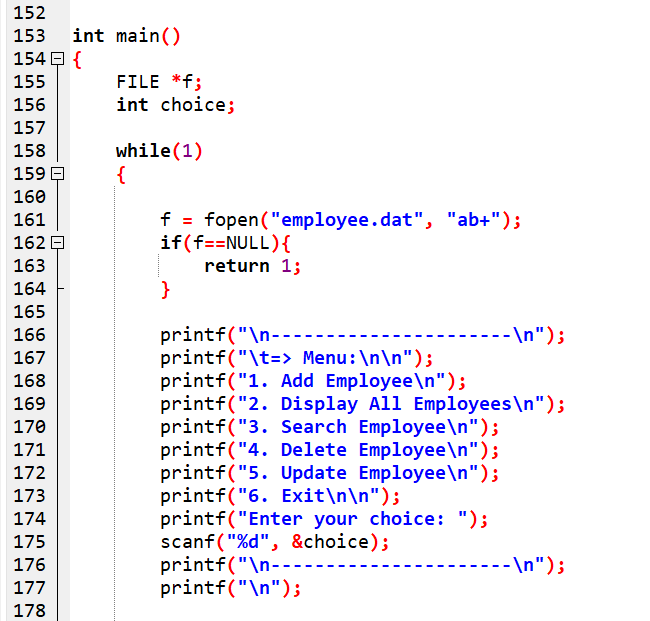 152
153 int main()
154 {
155     FILE *f;
156     int choice;
157
158     while(1)
159     {
160
161         f = fopen("employee.dat", "ab+");
162         if(f==NULL){
163             return 1;
164         }
165
166         printf("\n----------------------\n");
167         printf("\t=> Menu:\n\n");
168         printf("1. Add Employee\n");
169         printf("2. Display All Employees\n");
170         printf("3. Search Employee\n");
171         printf("4. Delete Employee\n");
172         printf("5. Update Employee\n");
173         printf("6. Exit\n\n");
174         printf("Enter your choice: ");
175         scanf("%d", &choice);
176         printf("\n----------------------\n");
177         printf("\n");
178